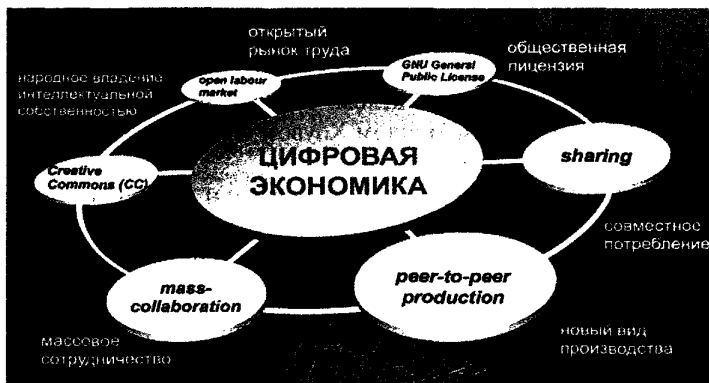 открытый
рынок труда
общественная
лицензия
народное владение
интеллектуальной
собственностью
open labour
market
GNU General
Public License
ЦИФРОВАЯ
ЭКОНОМИКА
sharing
Creative
Commons (CC)
совместное
потребление
mass-
collaboration
peer-to-peer
production
массовое
сотрудничество
новый вид
производства